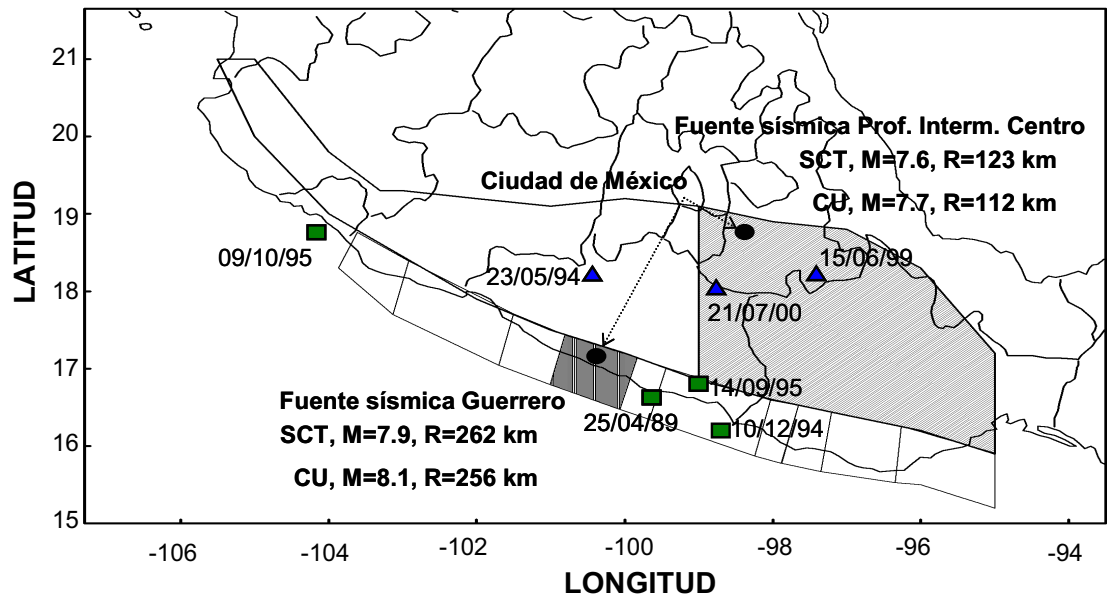 LATITUD
21
20
19
18
17
16
15
Fuente sísmica Prof. Interm. Centro
SCT, M=7.6, R=123 km
CU, M=7.7, R=112 km
Ciudad de México
09/10/95
23/05/94
15/06/99
21/07/00
14/09/95
25/04/89
10/12/94
Fuente sísmica Guerrero
SCT, M=7.9, R=262 km
CU, M=8.1, R=256 km
-106
-104
-102
-100
-98
-96
-94
LONGITUD